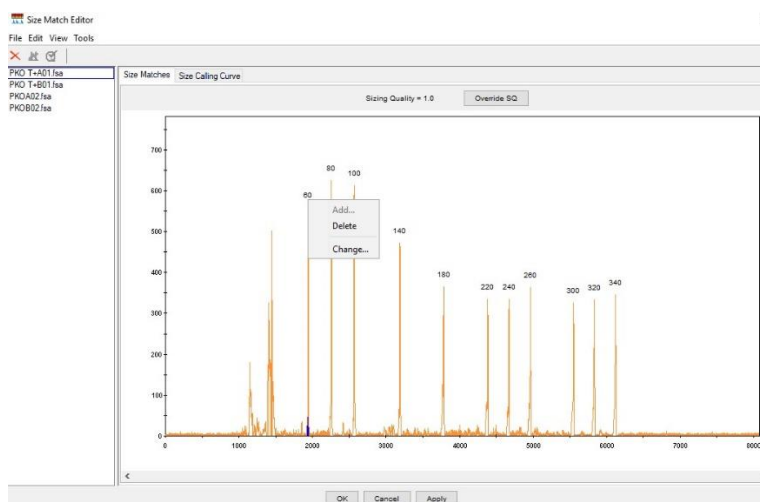 Size Match Editor
File Edit View Tools
PKO T+A01.fsa
PKO T+B01.fsa
PKOA02.fsa
PKOB02.fsa
Size Matches Size Calling Curve
Sizing Quality = 1.0 Override SQ
700
600
500
400
300
200
100
0
60
80
100
140
180
220
240
260
300
320
340
Add...
Delete
Change...
0 1000 2000 3000 4000 5000 6000 7000 8000
<
OK Cancel Apply